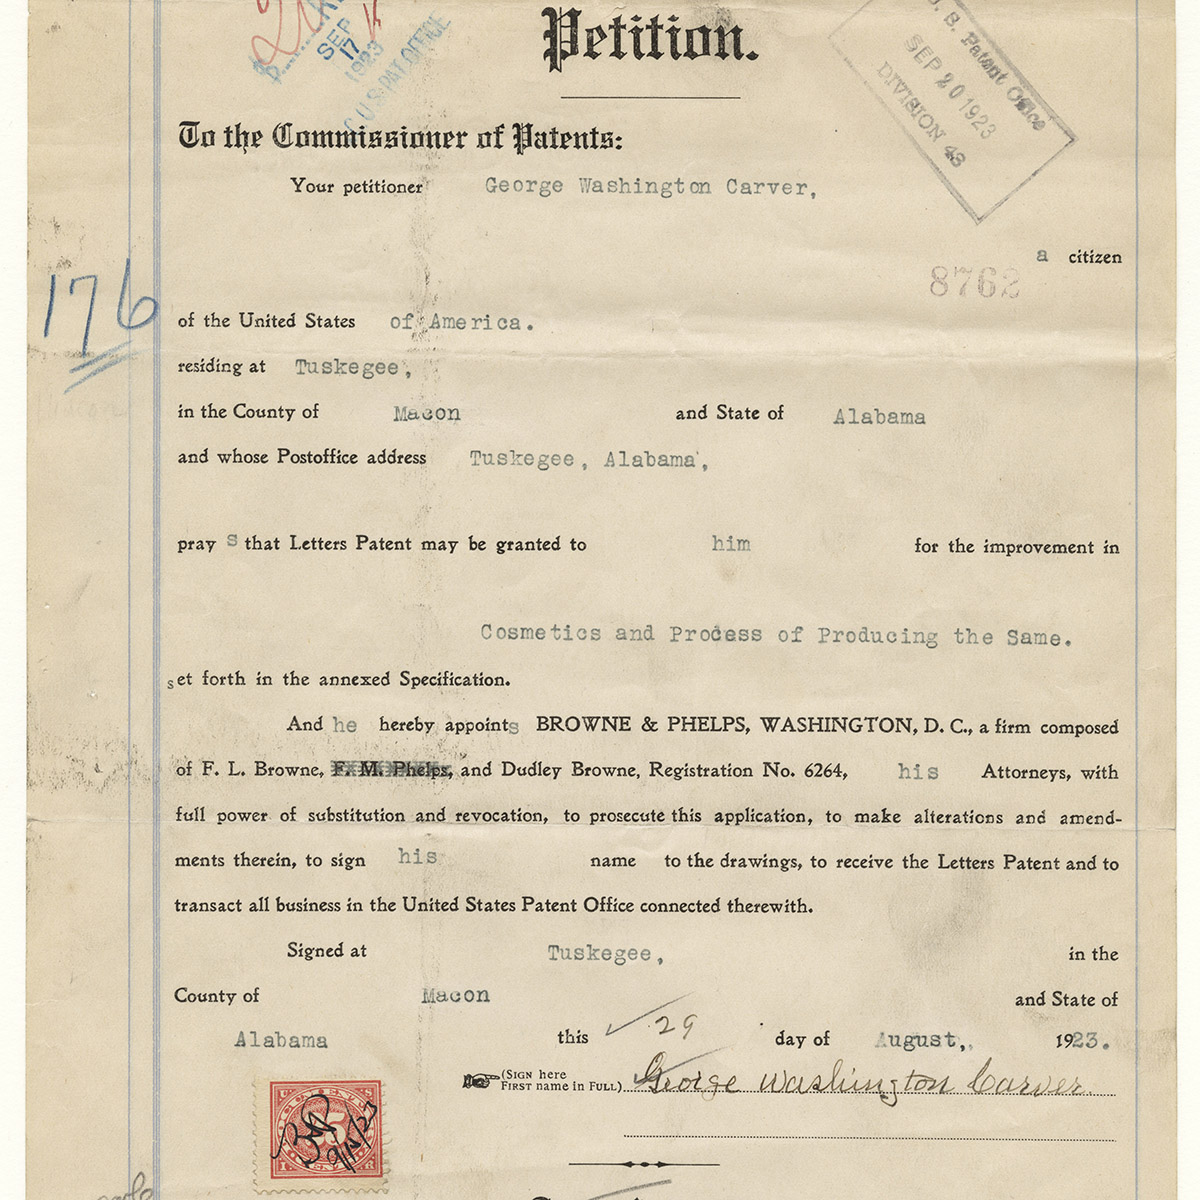 SEP
17
1923
U.S. PAT. OFFICE
Petition.
U. S. Patent Office
SEP 20 1923
DIVISION 43
To the Commissioner of Patents:
Your petitioner George Washington Carver,
a citizen
8762
176
of the United States of America.
residing at Tuskegee,
in the County of Macon and State of Alabama
and whose Postoffice address Tuskegee, Alabama,
pray s that Letters Patent may be granted to him for the improvement in
Cosmetics and Process of Producing the Same.
set forth in the annexed Specification.
And he hereby appoints BROWNE & PHELPS, WASHINGTON, D. C., a firm composed
of F. L. Browne, F. M. Phelps, and Dudley Browne, Registration No. 6264, his Attorneys, with
full power of substitution and revocation, to prosecute this application, to make alterations and amend-
ments therein, to sign his name to the drawings, to receive the Letters Patent and to
transact all business in the United States Patent Office connected therewith.
Signed at Tuskegee, in the
County of Macon and State of
Alabama this 29 day of August, 1923.
(SIGN here
FIRST name in FULL) George Washington Carver.